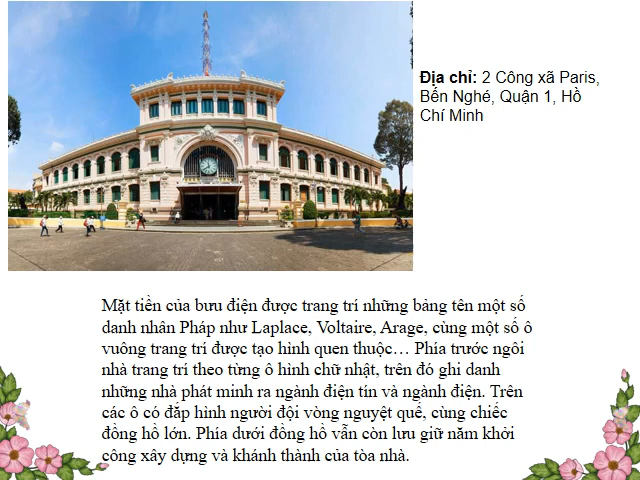 Địa chỉ: 2 Công xã Paris,
Bến Nghé, Quận 1, Hồ
Chí Minh
Mặt tiền của bưu điện được trang trí những bảng tên một số
danh nhân Pháp như Laplace, Voltaire, Arage, cùng một số ô
vuông trang trí được tạo hình quen thuộc… Phía trước ngôi
nhà trang trí theo từng ô hình chữ nhật, trên đó ghi danh
những nhà phát minh ra ngành điện tín và ngành điện. Trên
các ô có đắp hình người đội vòng nguyệt quế, cùng chiếc
đồng hồ lớn. Phía dưới đồng hồ vẫn còn lưu giữ năm khởi
công xây dựng và khánh thành của tòa nhà.